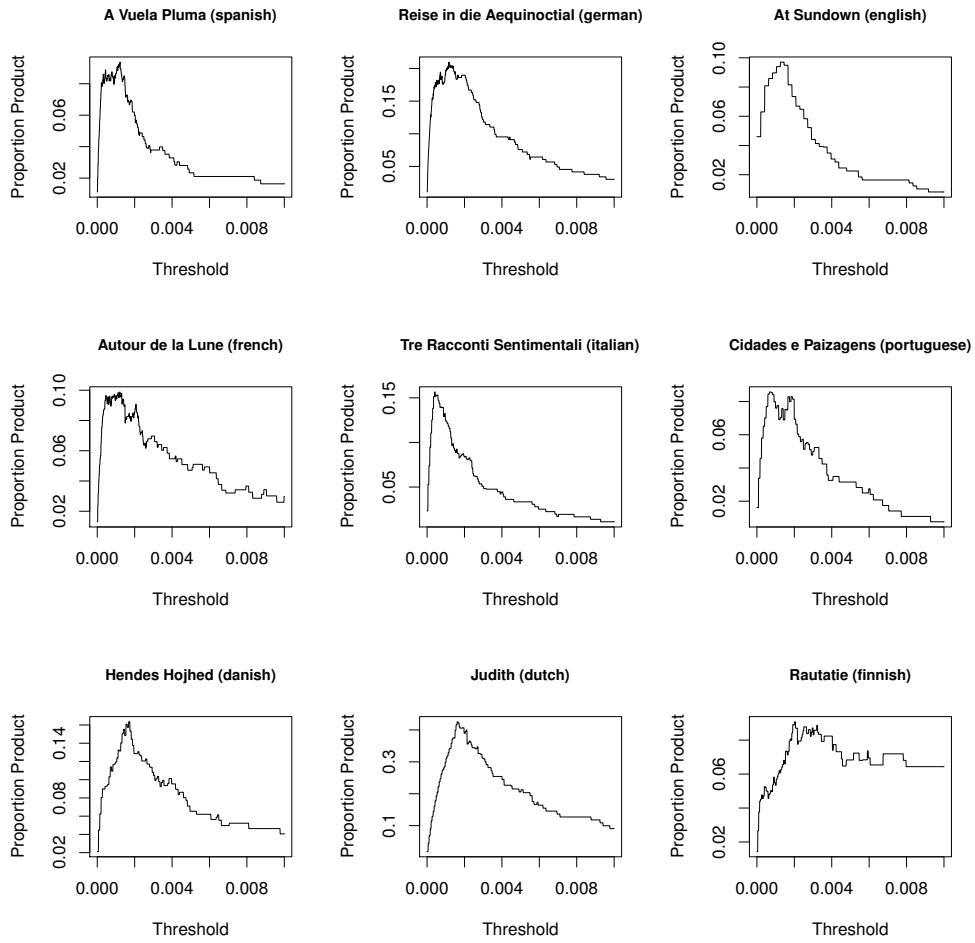 A Vuela Pluma (spanish)
Proportion Product
0.02 0.06
0.000 0.004 0.008
Threshold
Reise in die Aequinoctial (german)
Proportion Product
0.05 0.15
0.000 0.004 0.008
Threshold
At Sundown (english)
Proportion Product
0.02 0.06 0.10
0.000 0.004 0.008
Threshold
Autour de la Lune (french)
Proportion Product
0.02 0.06 0.10
0.000 0.004 0.008
Threshold
Tre Racconti Sentimentali (italian)
Proportion Product
0.05 0.15
0.000 0.004 0.008
Threshold
Cidades e Paizagens (portuguese)
Proportion Product
0.02 0.06
0.000 0.004 0.008
Threshold
Hendes Hojhed (danish)
Proportion Product
0.02 0.08 0.14
0.000 0.004 0.008
Threshold
Judith (dutch)
Proportion Product
0.1 0.3
0.000 0.004 0.008
Threshold
Rautatie (finnish)
Proportion Product
0.02 0.06
0.000 0.004 0.008
Threshold